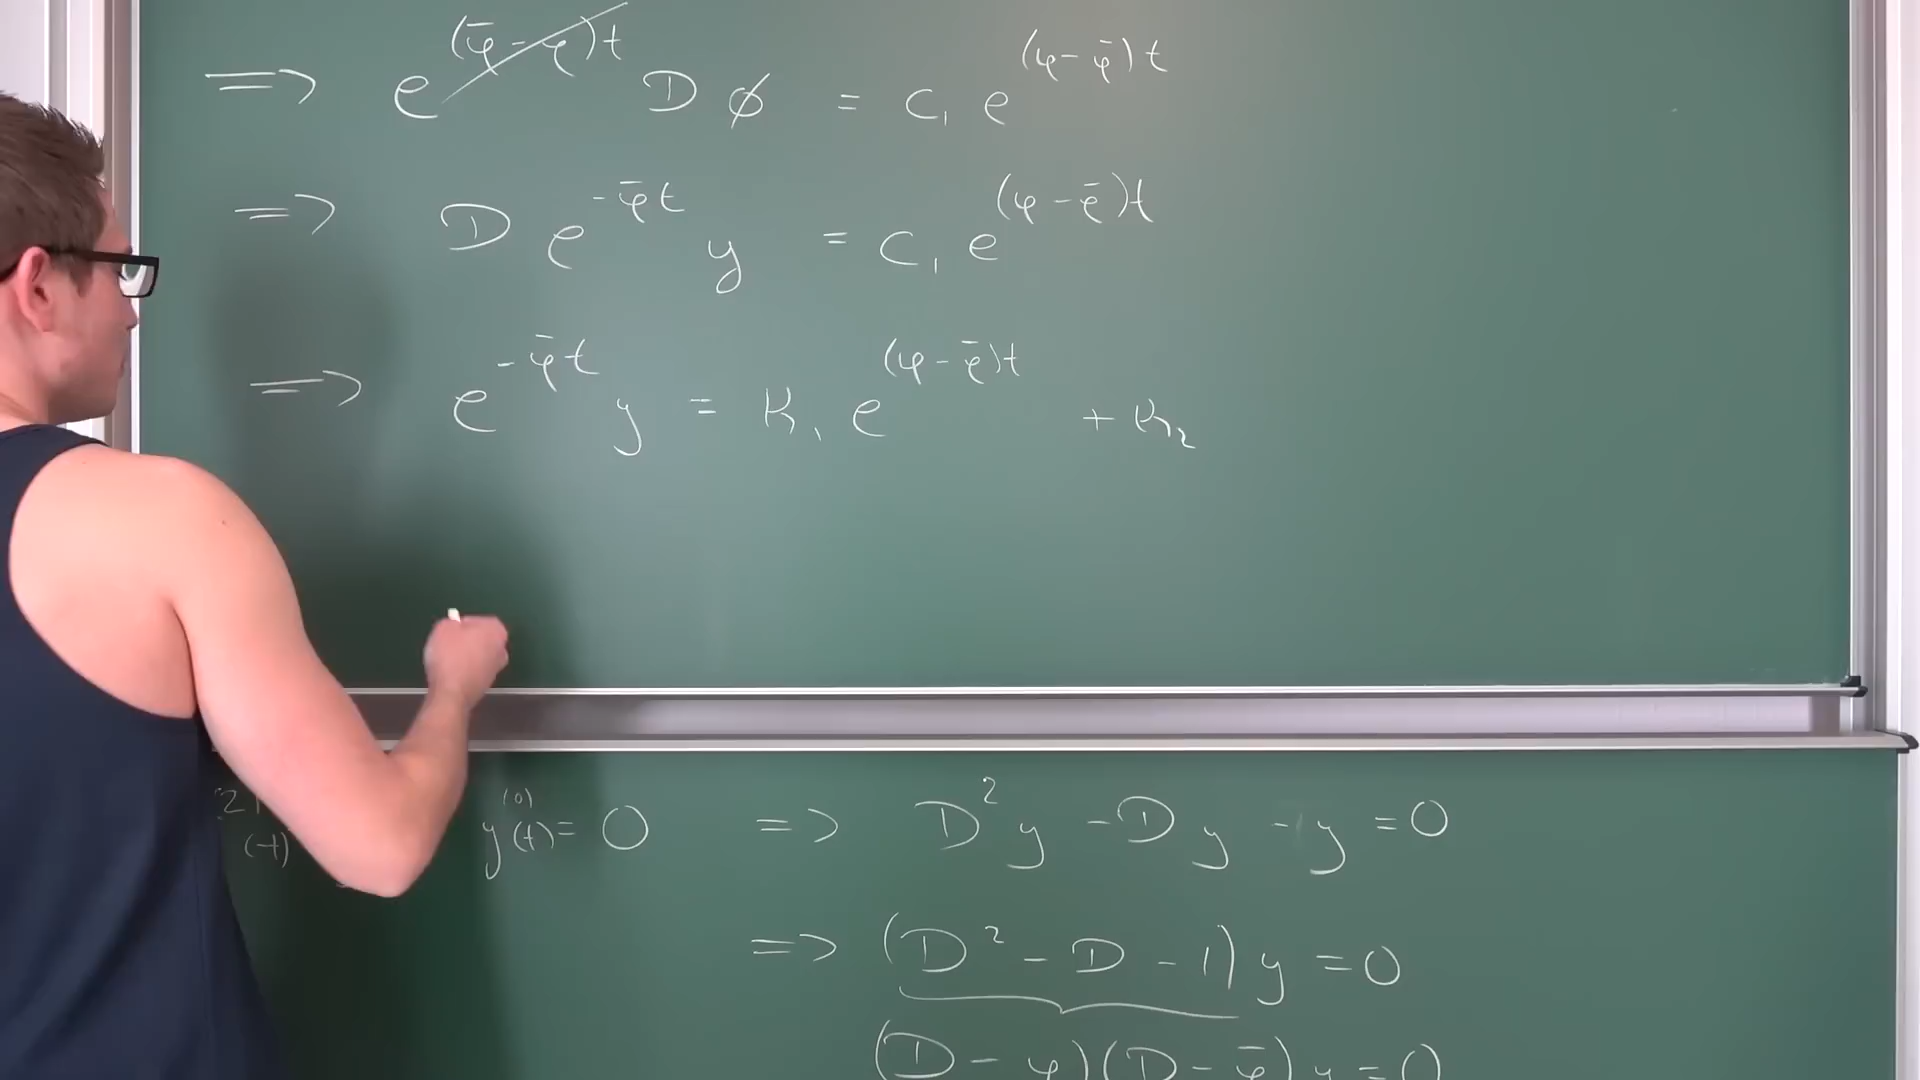 => e^{(φ̄-φ)t} D ϕ = c₁ e^{(φ-φ̄)t}
=> D e^{-φ̄t} y = c₁ e^{(φ-φ̄)t}
=> e^{-φ̄t} y = K₁ e^{(φ-φ̄)t} + K₂
y^{(0)}(t) = 0 => D²y - Dy - y = 0
=> (D² - D - 1) y = 0
(D - φ)(D - φ̄) y = 0